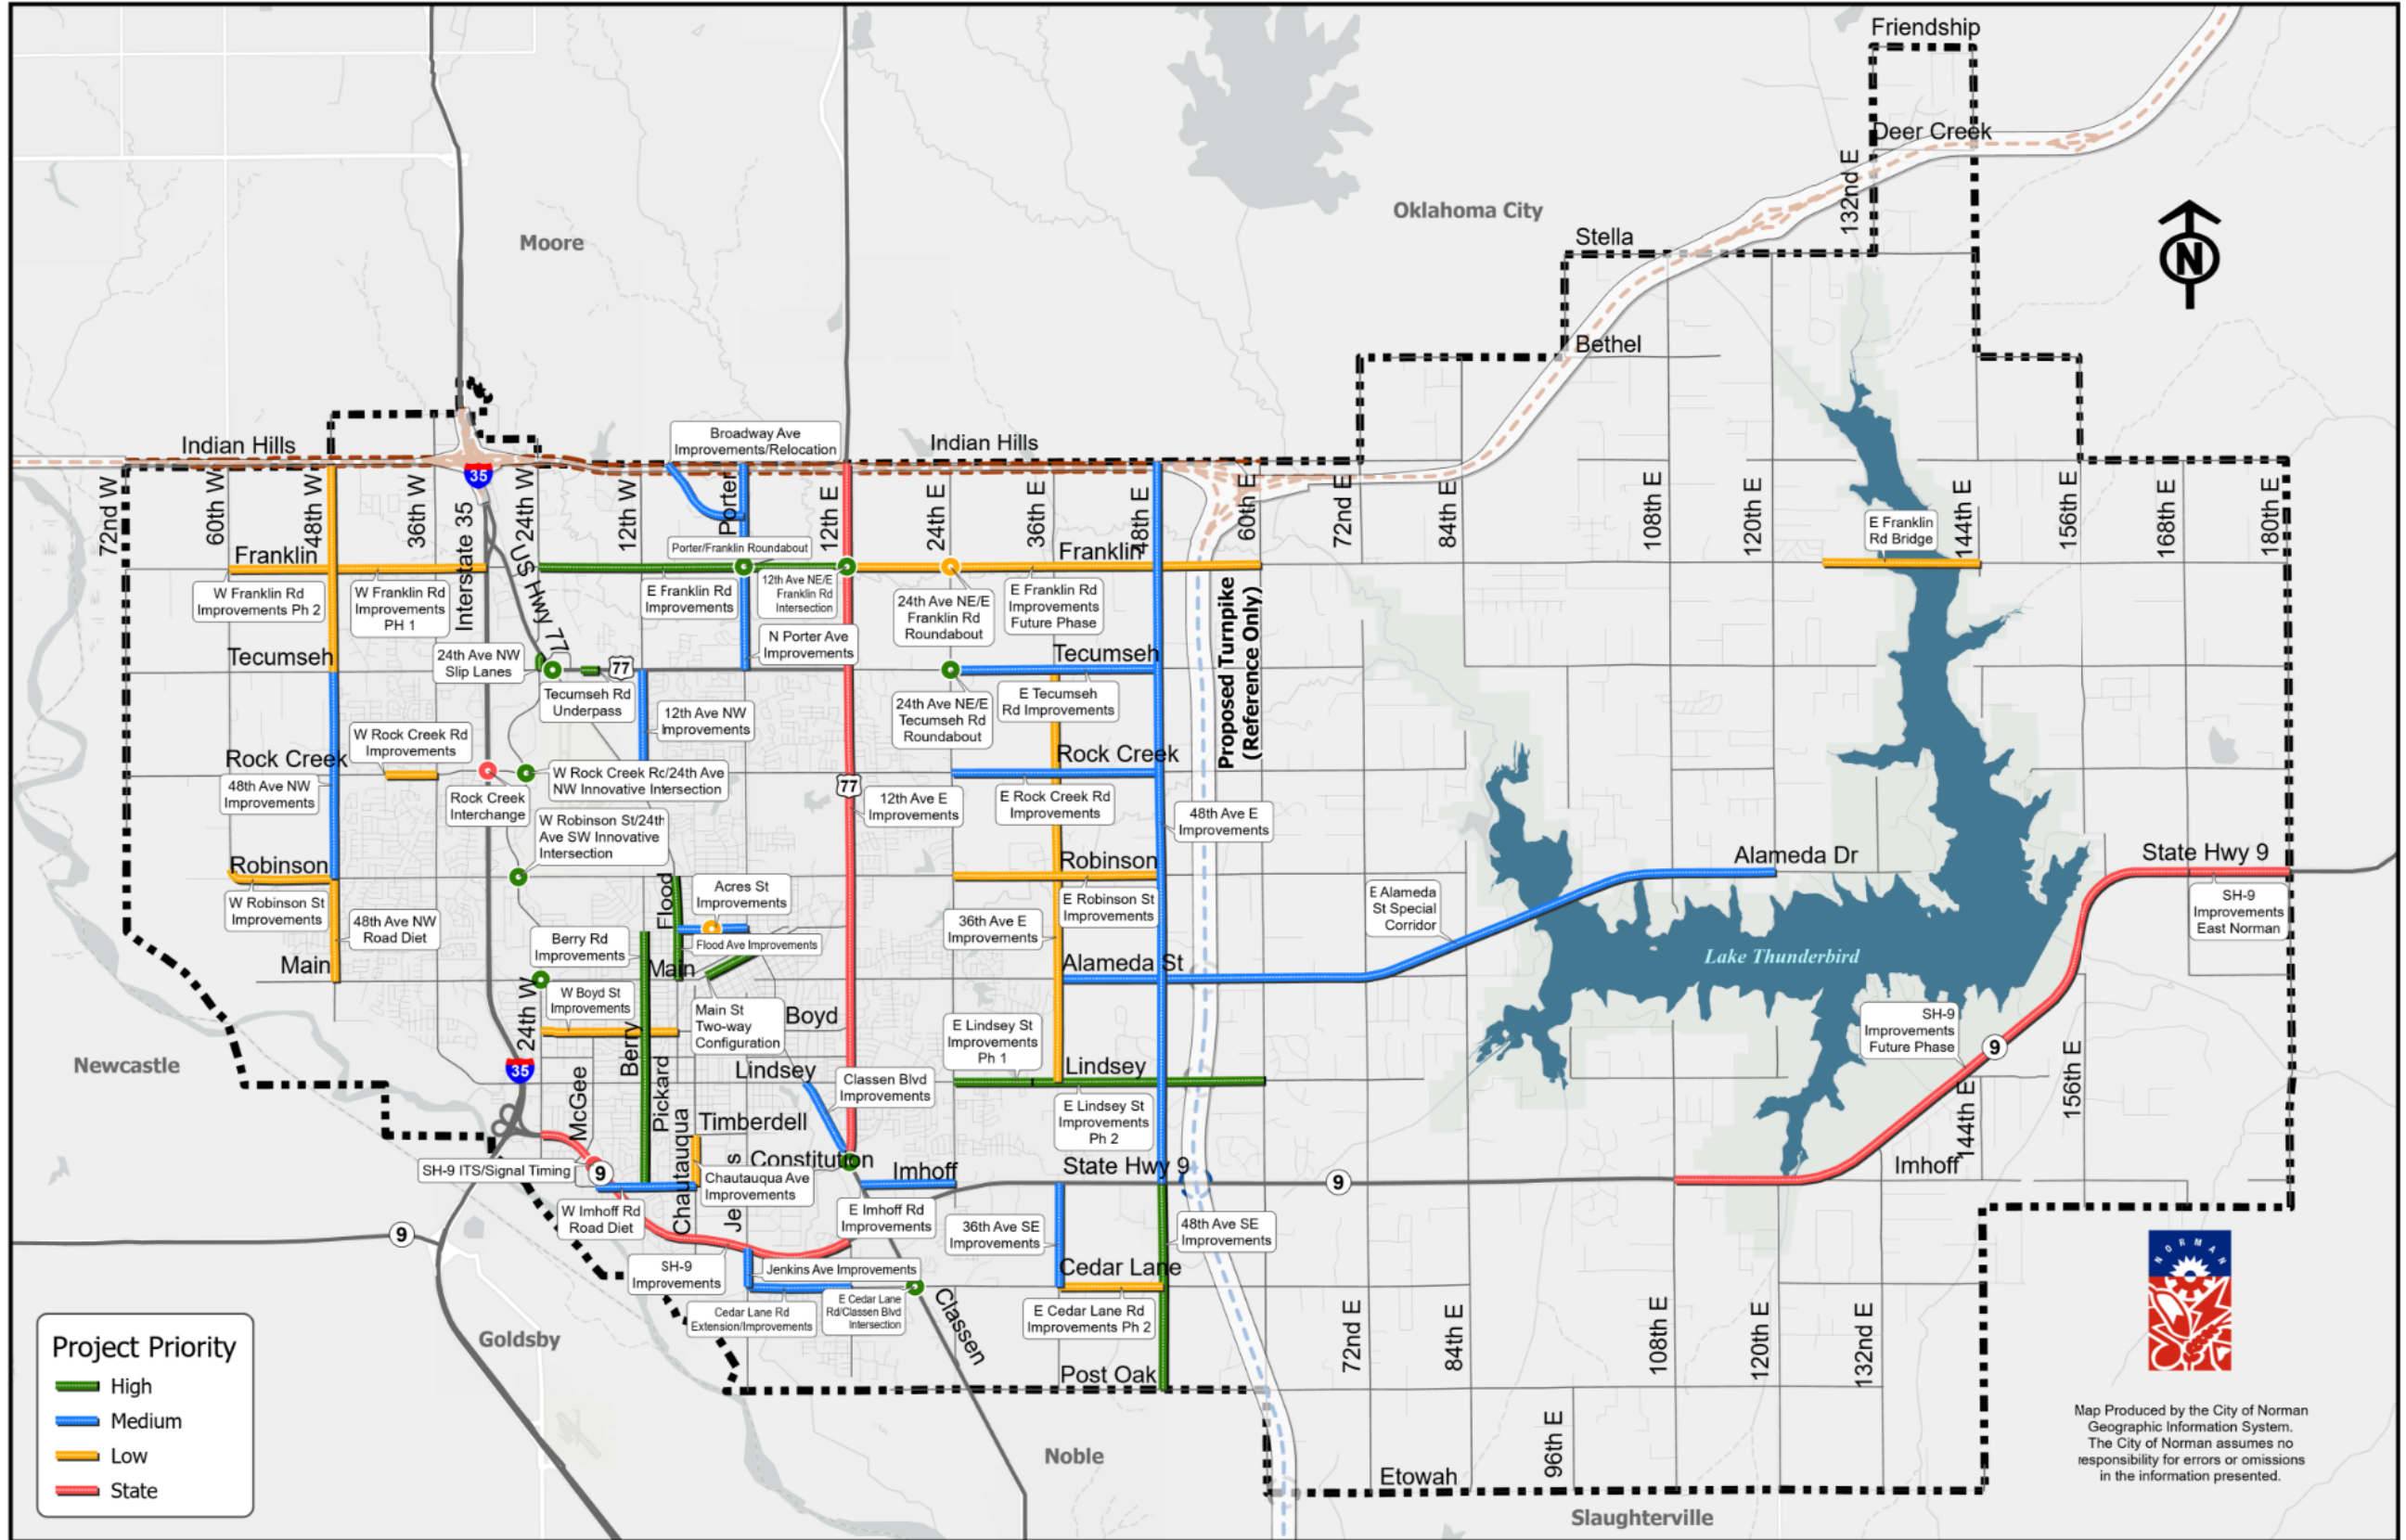 Friendship
Deer Creek
132nd E
Oklahoma City
Moore
Stella
Bethel
N
Indian Hills
Broadway Ave
Improvements/Relocation
Indian Hills
35
72nd W
60th W
48th W
36th W
Interstate 35
24th W
US Hwy 77
12th W
Porter
12th E
24th E
36th E
48th E
60th E
72nd E
84th E
108th E
120th E
144th E
156th E
168th E
180th E
Franklin
Porter/Franklin Roundabout
Franklin
E Franklin
Rd Bridge
W Franklin Rd
Improvements Ph 2
W Franklin Rd
Improvements
PH 1
E Franklin Rd
Improvements
12th Ave NE/E
Franklin Rd
Intersection
24th Ave NE/E
Franklin Rd
Roundabout
E Franklin Rd
Improvements
Future Phase
Proposed Turnpike
(Reference Only)
N Porter Ave
Improvements
Tecumseh
24th Ave NW
Slip Lanes
77
Tecumseh
Tecumseh Rd
Underpass
12th Ave NW
Improvements
24th Ave NE/E
Tecumseh Rd
Roundabout
E Tecumseh
Rd Improvements
W Rock Creek Rd
Improvements
Rock Creek
Rock Creek
48th Ave NW
Improvements
Rock Creek
Interchange
W Rock Creek Rd/24th Ave
NW Innovative Intersection
77
12th Ave E
Improvements
E Rock Creek Rd
Improvements
48th Ave E
Improvements
W Robinson St/24th
Ave SW Innovative
Intersection
Robinson
Robinson
Alameda Dr
State Hwy 9
W Robinson St
Improvements
48th Ave NW
Road Diet
Flood
Acres St
Improvements
E Robinson St
Improvements
E Alameda
St Special
Corridor
SH-9
Improvements
East Norman
Berry Rd
Improvements
Flood Ave Improvements
36th Ave E
Improvements
Main
Main
Alameda St
Lake Thunderbird
24th W
W Boyd St
Improvements
Main St
Two-way
Configuration
Boyd
E Lindsey St
Improvements
Ph 1
SH-9
Improvements
Future Phase
9
Newcastle
35
Berry
Pickard
Lindsey
Classen Blvd
Improvements
Lindsey
McGee
E Lindsey St
Improvements
Ph 2
144th E
156th E
Chautauqua
Timberdell
Constitution
Imhoff
State Hwy 9
Imhoff
SH-9 ITS/Signal Timing
9
Chautauqua Ave
Improvements
9
W Imhoff Rd
Road Diet
Je
s
E Imhoff Rd
Improvements
36th Ave SE
Improvements
48th Ave SE
Improvements
9
SH-9
Improvements
Jenkins Ave Improvements
Cedar Lane
Cedar Lane Rd
Extension/Improvements
E Cedar Lane
Rd/Classen Blvd
Intersection
Classen
E Cedar Lane Rd
Improvements Ph 2
72nd E
84th E
108th E
120th E
132nd E
Goldsby
Post Oak
NORMAN
Project Priority
High
Medium
Low
State
Noble
96th E
Etowah
Slaughterville
Map Produced by the City of Norman
Geographic Information System.
The City of Norman assumes no
responsibility for errors or omissions
in the information presented.